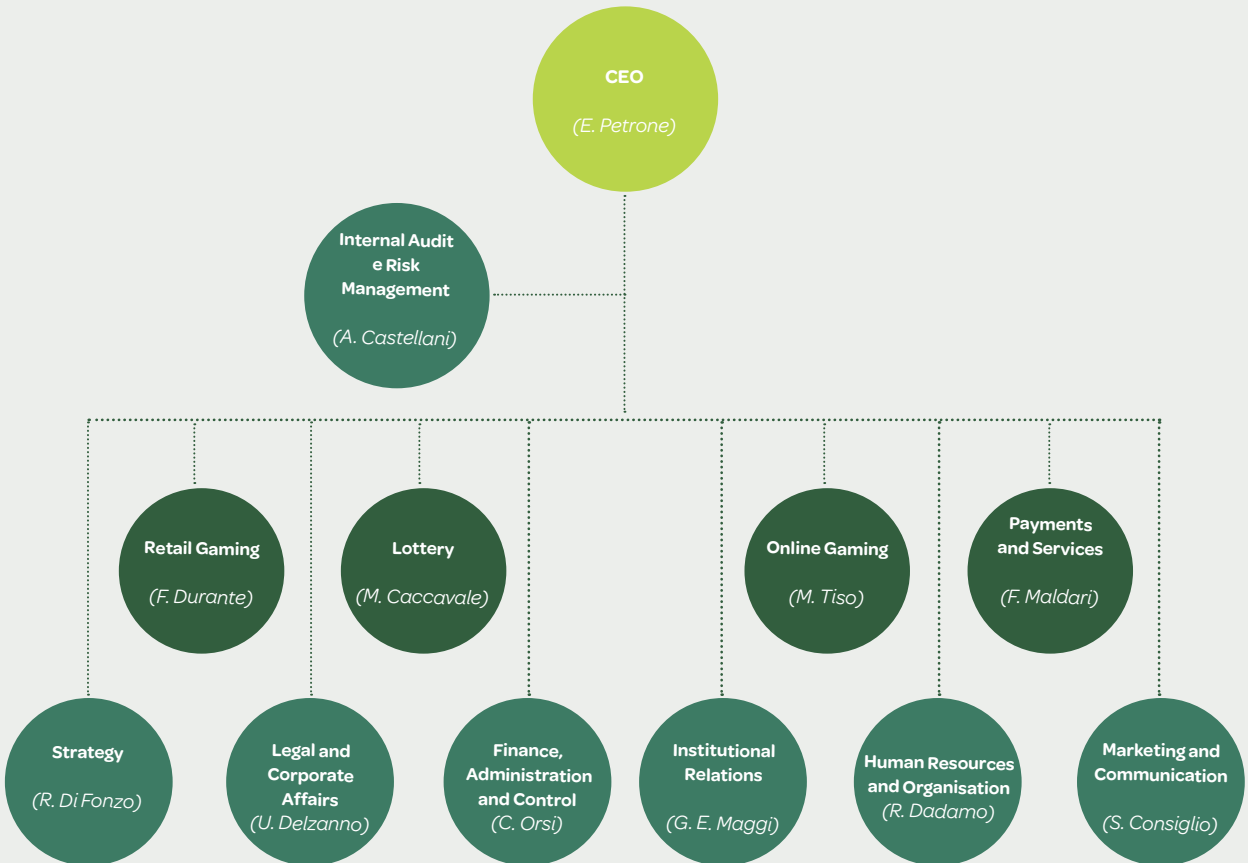 CEO
(E. Petrone)
Internal Audit
e Risk
Management
(A. Castellani)
Retail Gaming
(F. Durante)
Lottery
(M. Caccavale)
Online Gaming
(M. Tiso)
Payments
and Services
(F. Maldari)
Strategy
(R. Di Fonzo)
Legal and
Corporate
Affairs
(U. Delzanno)
Finance,
Administration
and Control
(C. Orsi)
Institutional
Relations
(G. E. Maggi)
Human Resources
and Organisation
(R. Dadamo)
Marketing and
Communication
(S. Consiglio)